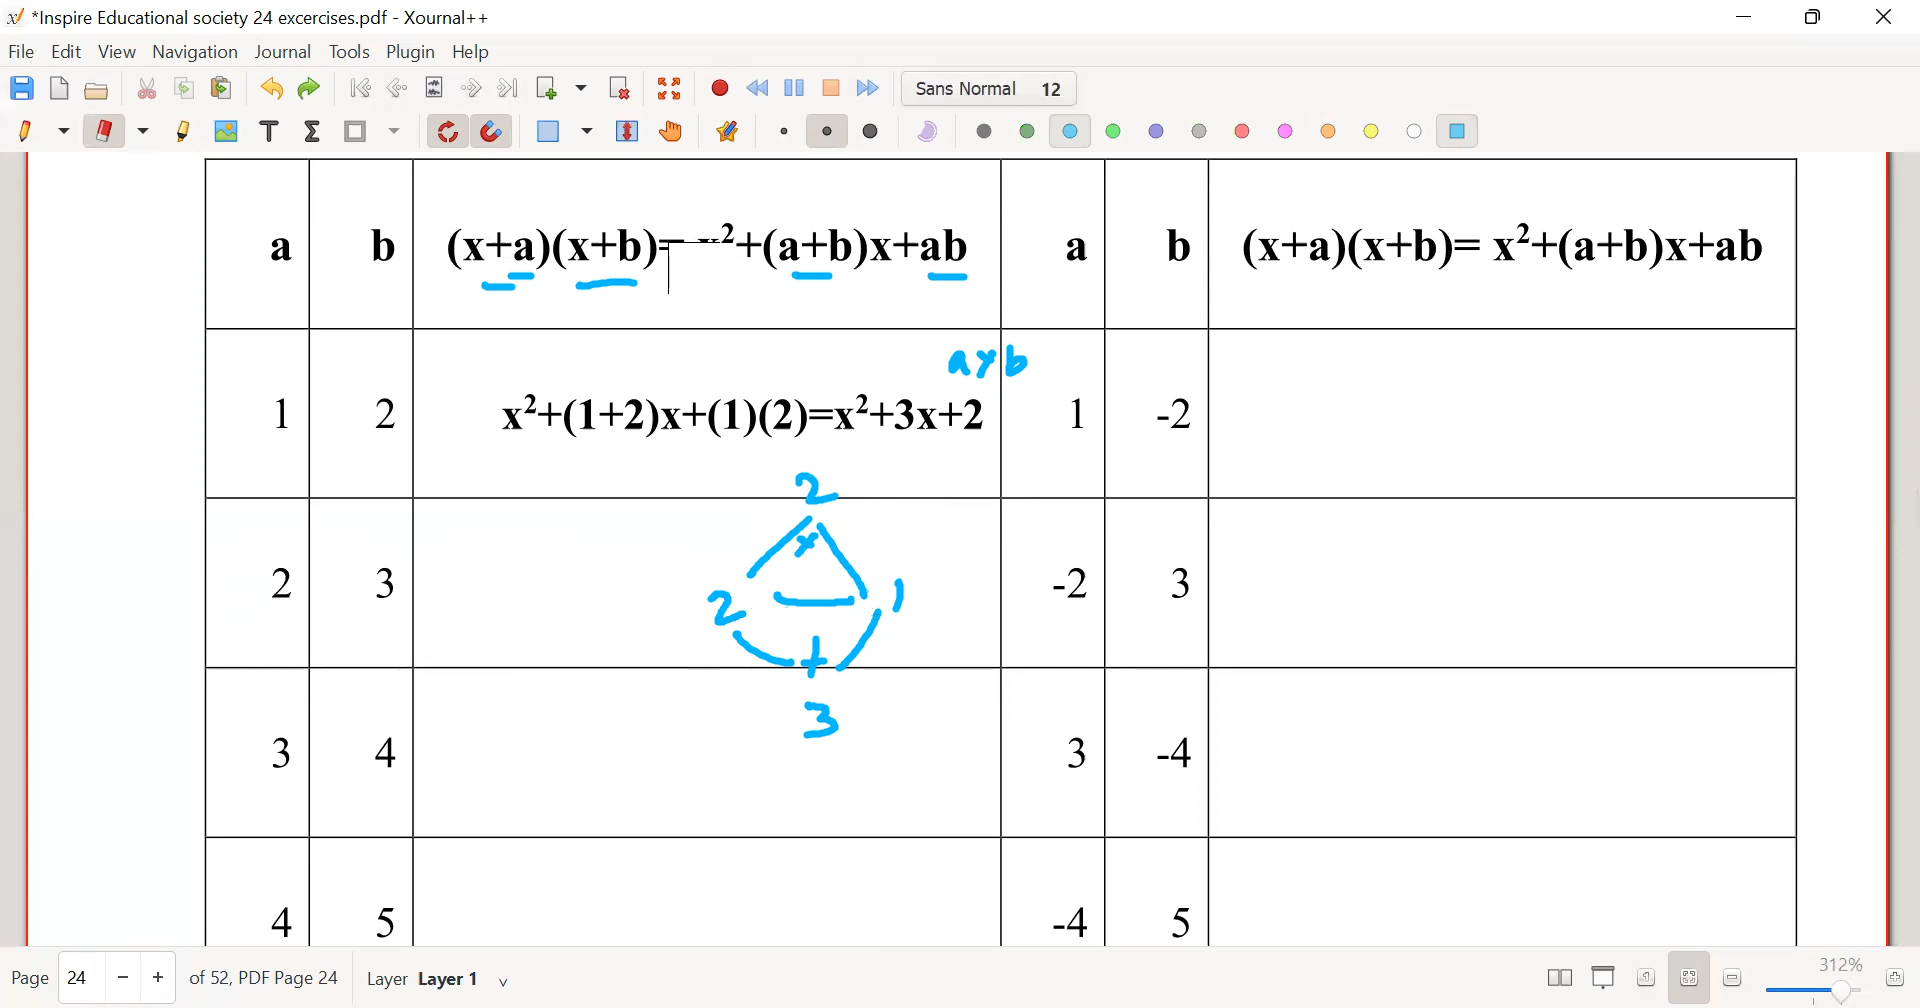 *Inspire Educational society 24 excercises.pdf - Xournal++
File Edit View Navigation Journal Tools Plugin Help
Sans Normal 12
a b (x+a)(x+b)= x²+(a+b)x+ab a b (x+a)(x+b)= x²+(a+b)x+ab
a×b
1 2 x²+(1+2)x+(1)(2)=x²+3x+2 1 -2
2
×
2 3 2 1 -2 3
+
3
3 4 3 -4
4 5 -4 5
Page 24 − + of 52, PDF Page 24 Layer Layer 1 312%